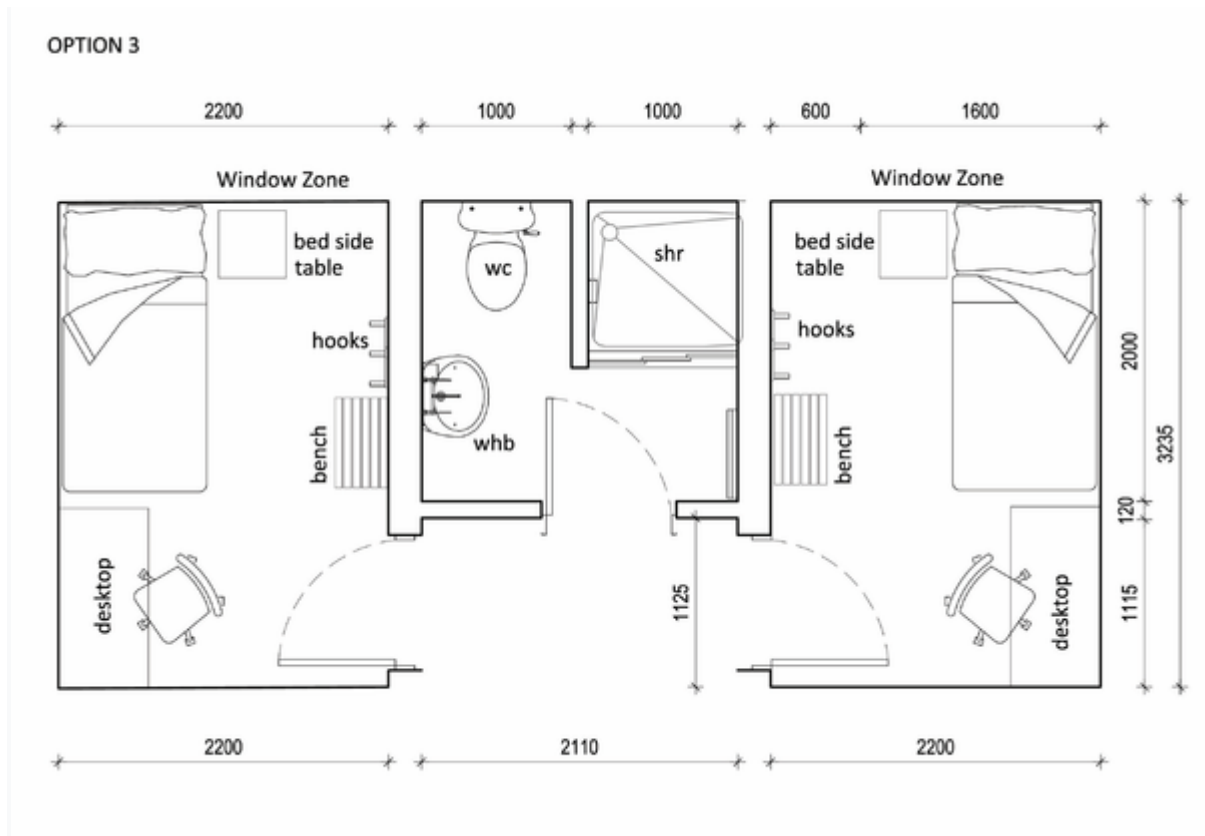 OPTION 3
2200
1000
1000
600
1600
Window Zone
Window Zone
bed side
table
wc
shr
bed side
table
hooks
hooks
bench
whb
bench
desktop
desktop
2000
3235
120
1125
1115
2200
2110
2200